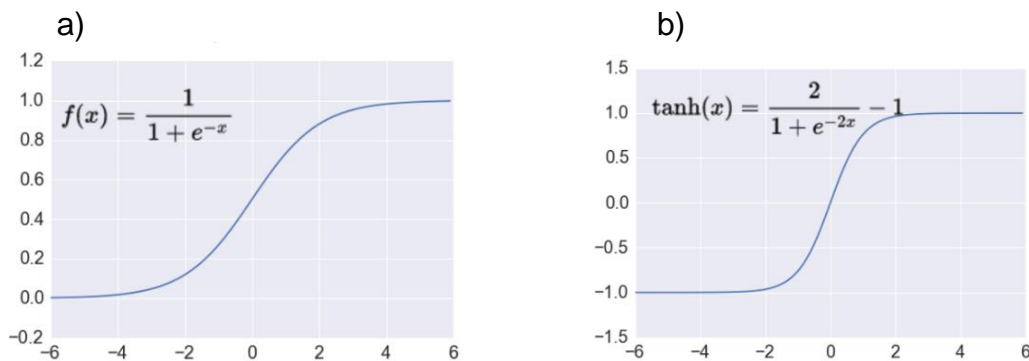 a)
b)
1.2
1.0
0.8
0.6
0.4
0.2
0.0
−0.2
−6 −4 −2 0 2 4 6
f(x) = 1 / (1 + e^{−x})
1.5
1.0
0.5
0.0
−0.5
−1.0
−1.5
−6 −4 −2 0 2 4 6
tanh(x) = 2 / (1 + e^{−2x}) − 1